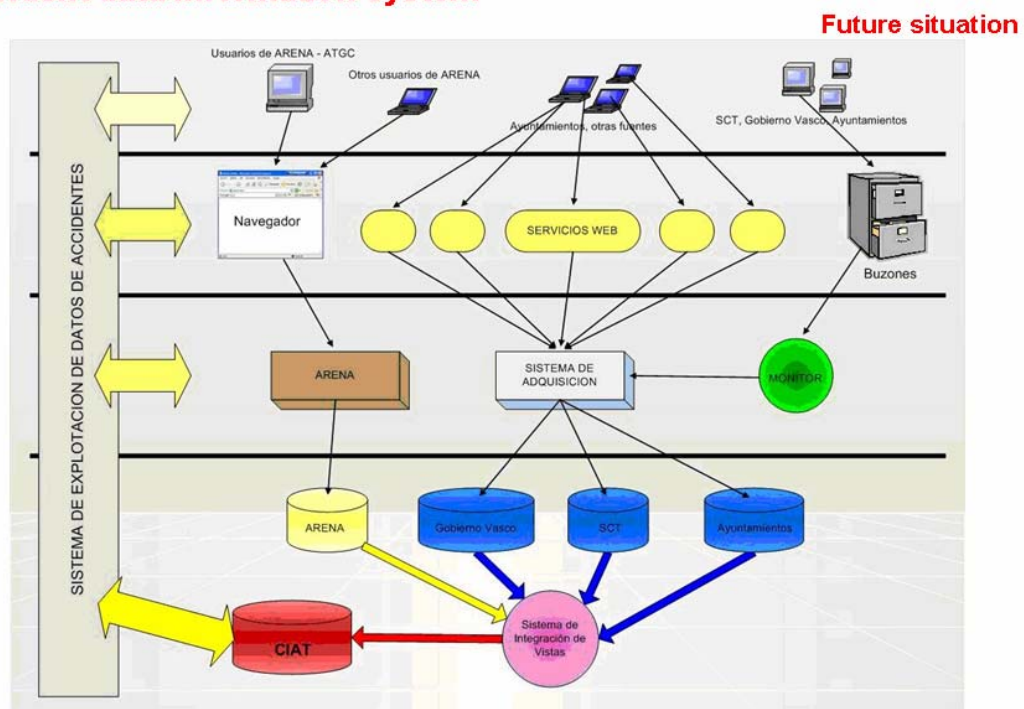 Future situation
Usuarios de ARENA - ATGC
Otros usuarios de ARENA
Ayuntamientos, otras fuentes
SCT, Gobierno Vasco, Ayuntamientos
SISTEMA DE EXPLOTACION DE DATOS DE ACCIDENTES
Navegador
SERVICIOS WEB
Buzones
ARENA
SISTEMA DE
ADQUISICION
MONITOR
ARENA
Gobierno Vasco
SCT
Ayuntamientos
Sistema de
Integración de
Vistas
CIAT